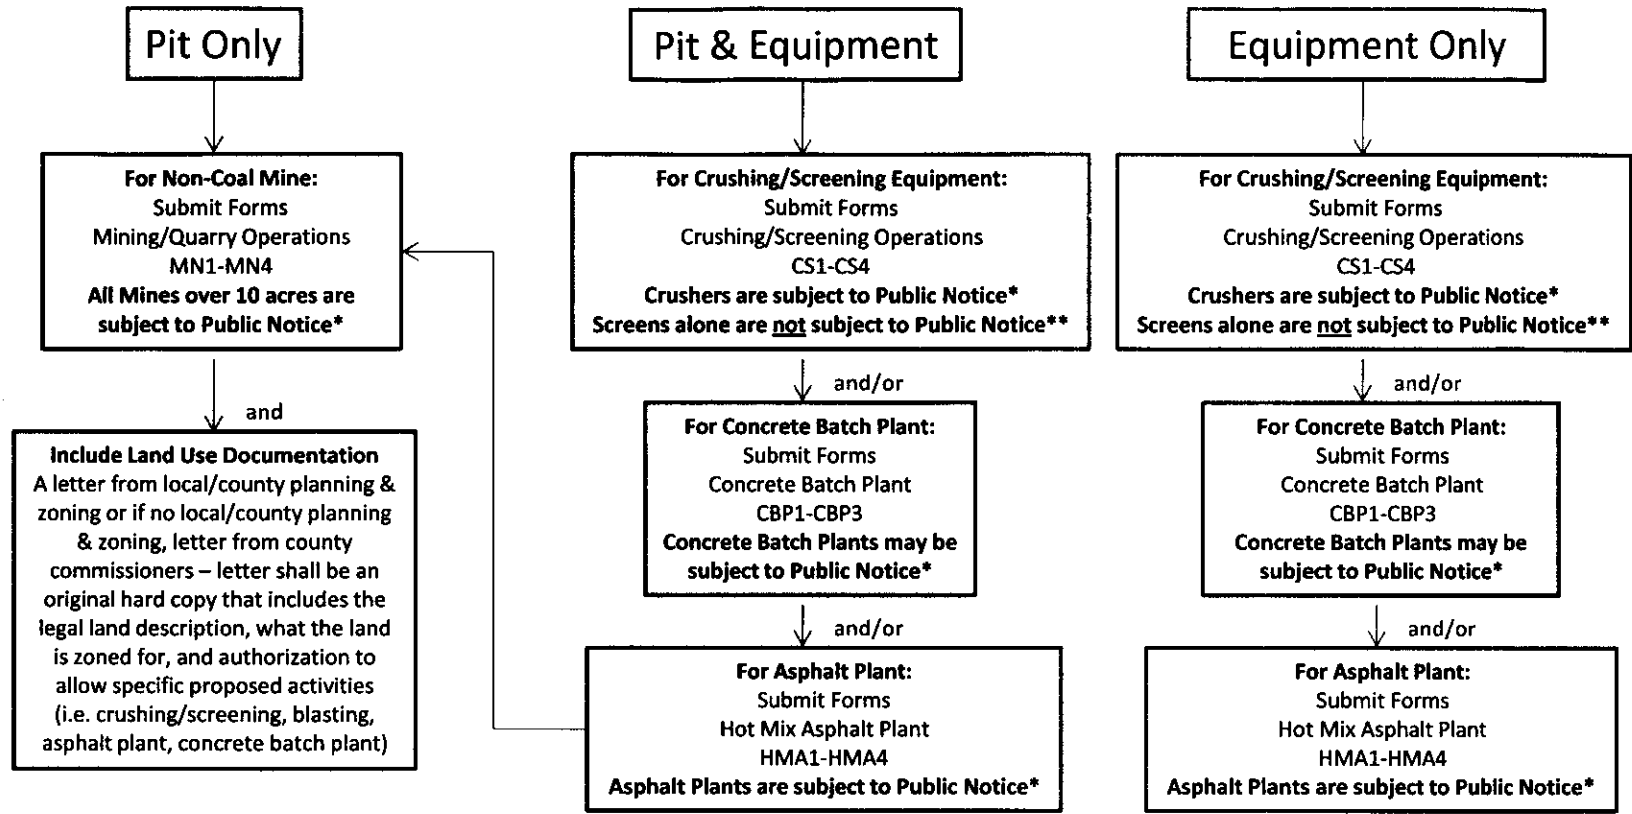 Pit Only
For Non-Coal Mine:
Submit Forms
Mining/Quarry Operations
MN1-MN4
All Mines over 10 acres are
subject to Public Notice*
and
Include Land Use Documentation
A letter from local/county planning &
zoning or if no local/county planning
& zoning, letter from county
commissioners – letter shall be an
original hard copy that includes the
legal land description, what the land
is zoned for, and authorization to
allow specific proposed activities
(i.e. crushing/screening, blasting,
asphalt plant, concrete batch plant)
Pit & Equipment
For Crushing/Screening Equipment:
Submit Forms
Crushing/Screening Operations
CS1-CS4
Crushers are subject to Public Notice*
Screens alone are not subject to Public Notice**
and/or
For Concrete Batch Plant:
Submit Forms
Concrete Batch Plant
CBP1-CBP3
Concrete Batch Plants may be
subject to Public Notice*
and/or
For Asphalt Plant:
Submit Forms
Hot Mix Asphalt Plant
HMA1-HMA4
Asphalt Plants are subject to Public Notice*
Equipment Only
For Crushing/Screening Equipment:
Submit Forms
Crushing/Screening Operations
CS1-CS4
Crushers are subject to Public Notice*
Screens alone are not subject to Public Notice**
and/or
For Concrete Batch Plant:
Submit Forms
Concrete Batch Plant
CBP1-CBP3
Concrete Batch Plants may be
subject to Public Notice*
and/or
For Asphalt Plant:
Submit Forms
Hot Mix Asphalt Plant
HMA1-HMA4
Asphalt Plants are subject to Public Notice*